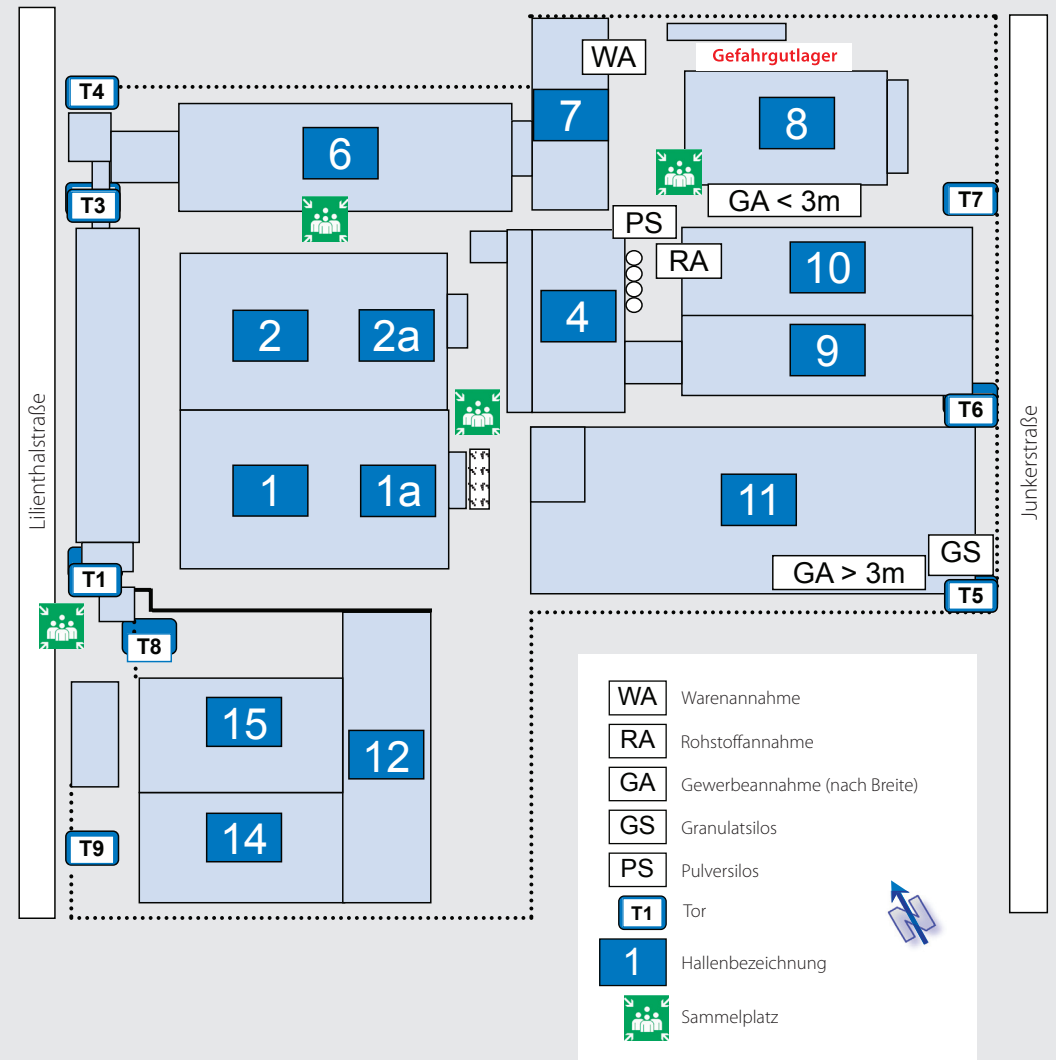 WA
Gefahrgutlager
T4
7
8
6
T3
GA < 3m
T7
PS
RA
10
2
2a
4
9
T6
Lilienthalstraße
Junkerstraße
1
1a
11
GS
GA > 3m
T1
T5
T8
15
12
14
T9
WA Warenannahme
RA Rohstoffannahme
GA Gewerbeannahme (nach Breite)
GS Granulatsilos
PS Pulversilos
T1 Tor
1 Hallenbezeichnung
Sammelplatz
N